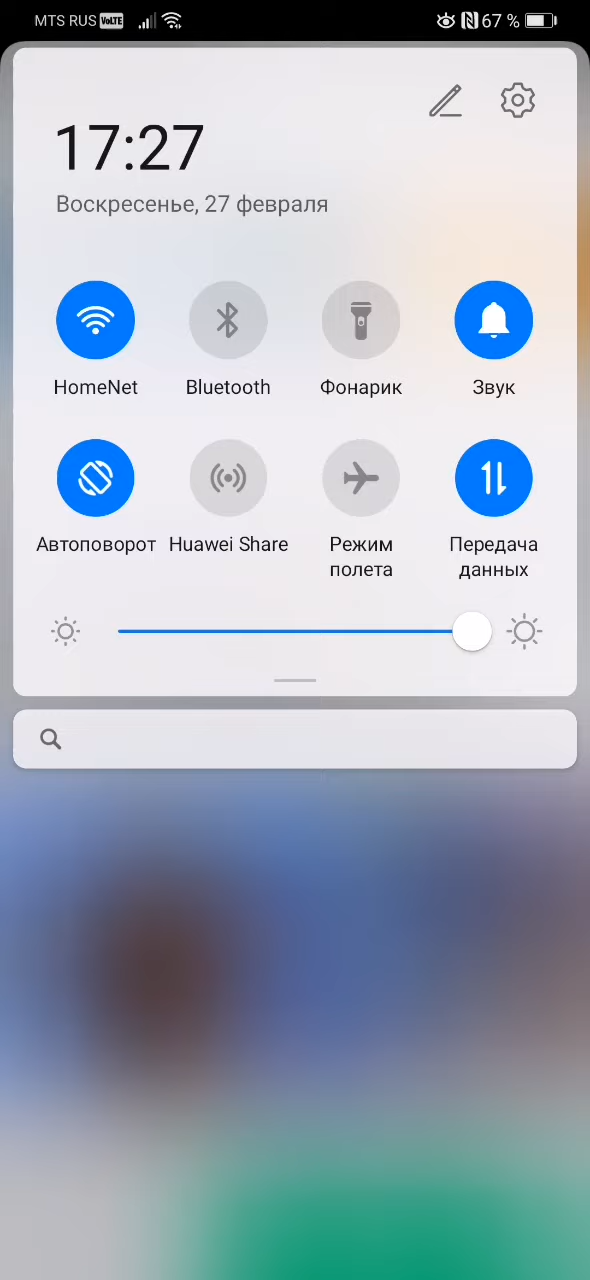 MTS RUS VoLTE 67 %
17:27
Воскресенье, 27 февраля
HomeNet Bluetooth Фонарик Звук
Автоповорот Huawei Share Режим полета Передача данных